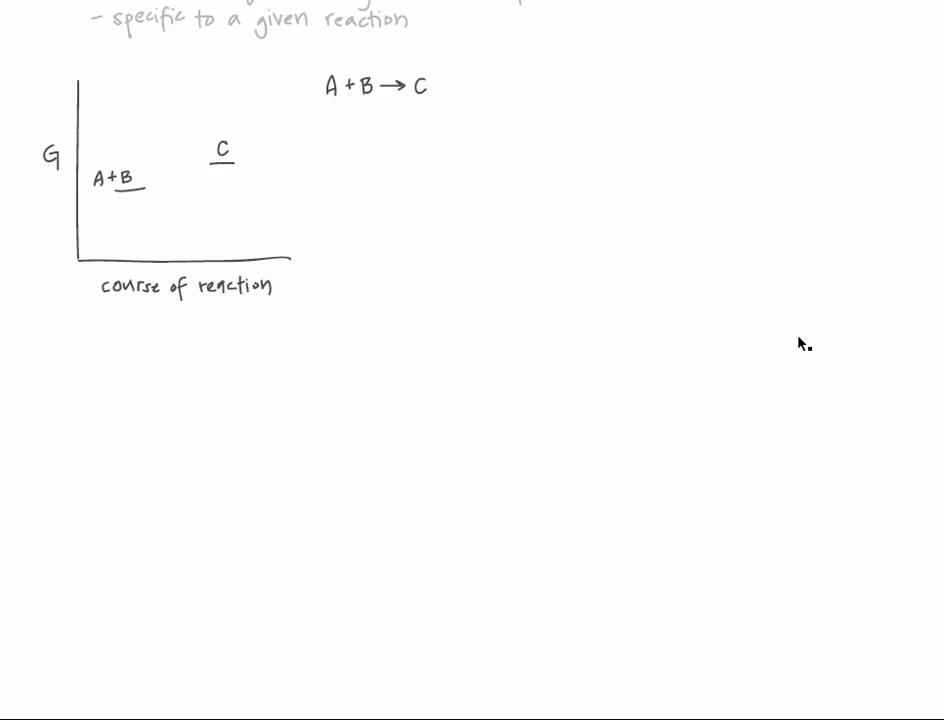 - specific to a given reaction
A + B → C
G
C
A+B
course of reaction